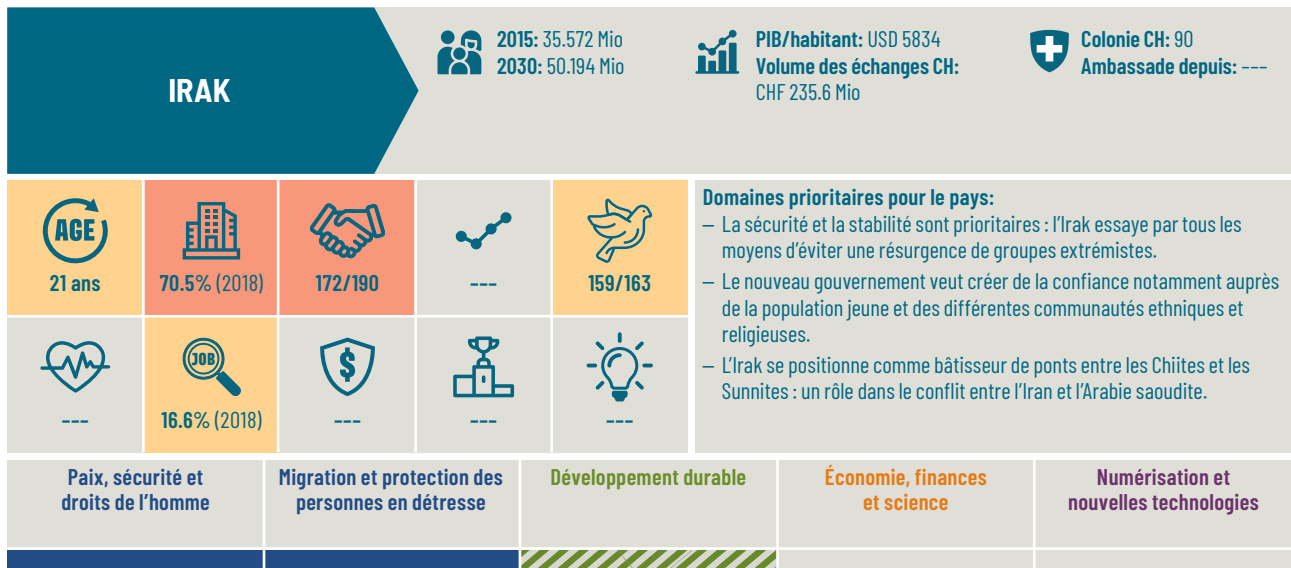 IRAK
2015: 35.572 Mio
2030: 50.194 Mio
PIB/habitant: USD 5834
Volume des échanges CH:
CHF 235.6 Mio
Colonie CH: 90
Ambassade depuis: ---
AGE
21 ans
70.5% (2018)
172/190
---
159/163
---
JOB
16.6% (2018)
$
---
---
---
Domaines prioritaires pour le pays:
– La sécurité et la stabilité sont prioritaires : l'Irak essaye par tous les
moyens d'éviter une résurgence de groupes extrémistes.
– Le nouveau gouvernement veut créer de la confiance notamment auprès
de la population jeune et des différentes communautés ethniques et
religieuses.
– L'Irak se positionne comme bâtisseur de ponts entre les Chiites et les
Sunnites : un rôle dans le conflit entre l'Iran et l'Arabie saoudite.
Paix, sécurité et
droits de l'homme
Migration et protection des
personnes en détresse
Développement durable
Économie, finances
et science
Numérisation et
nouvelles technologies